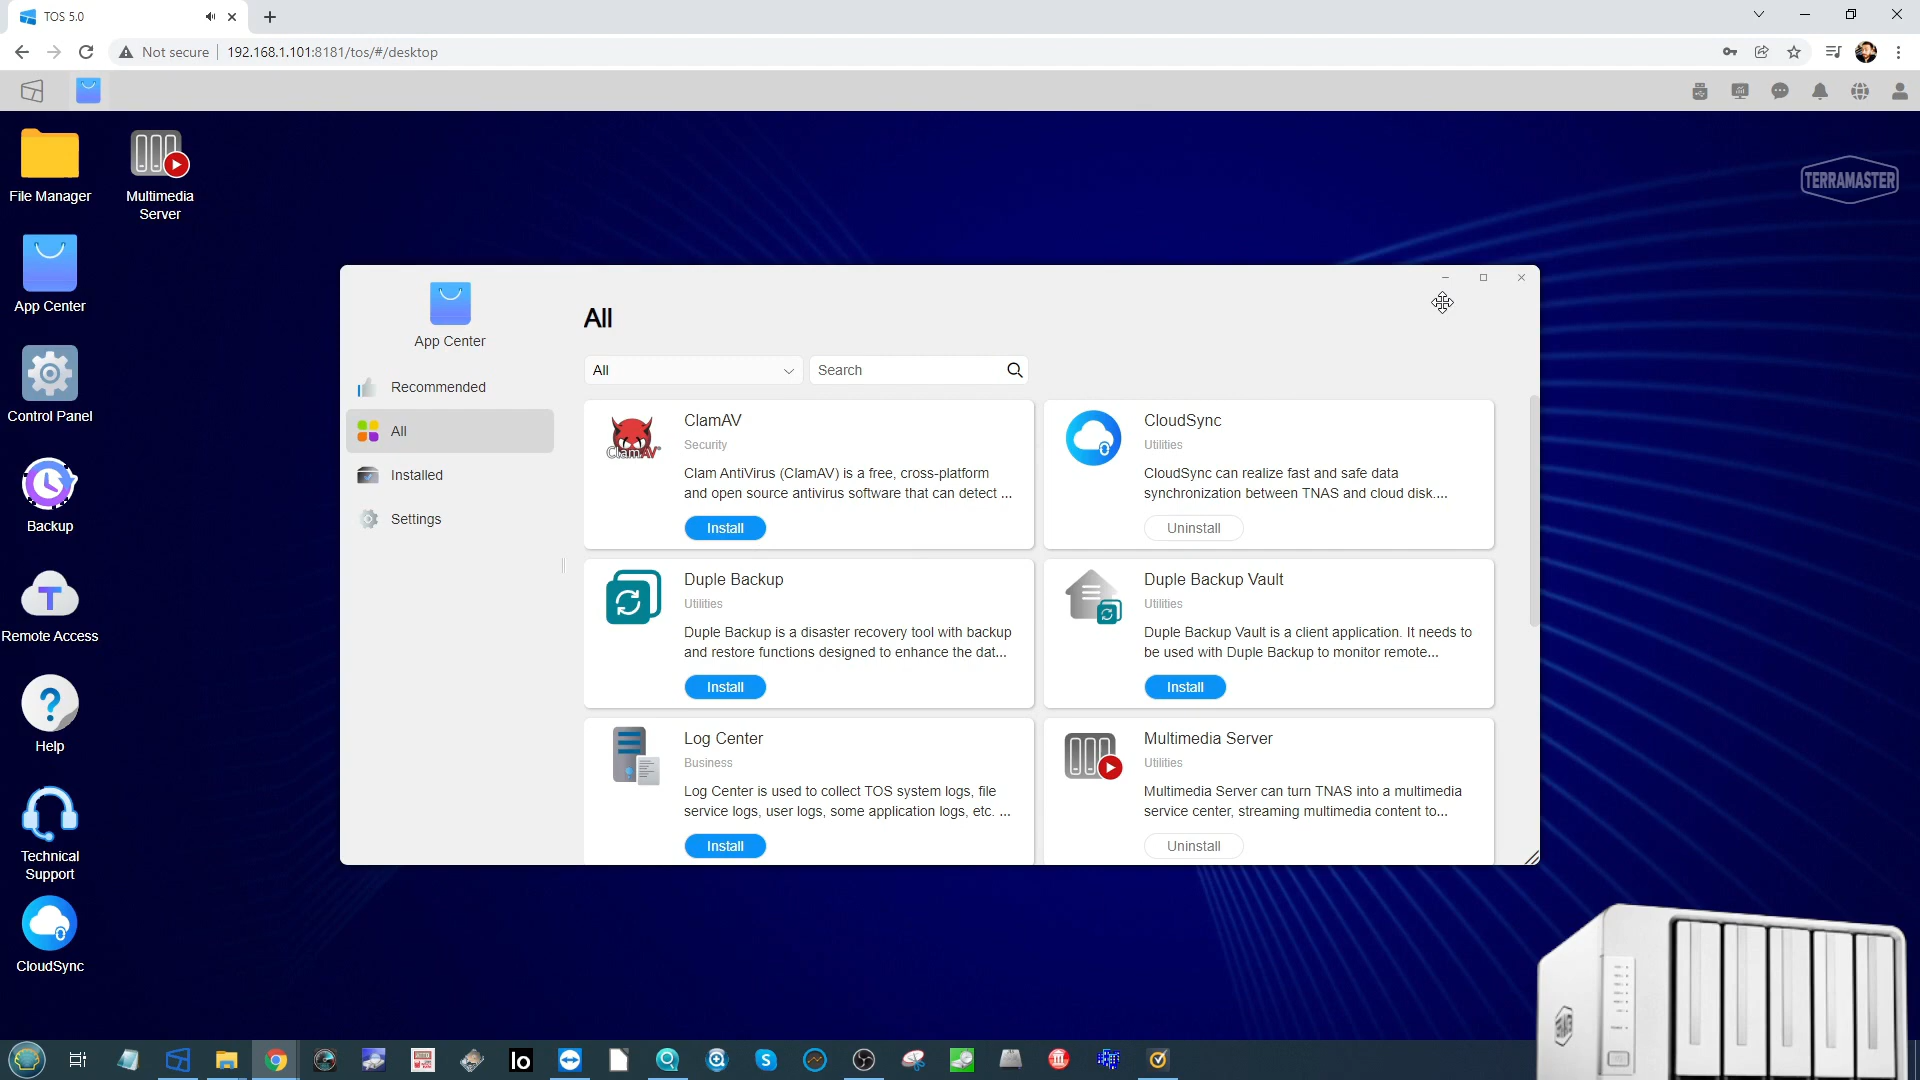 TOS 5.0
Not secure
192.168.1.101:8181/tos/#/desktop
File Manager
Multimedia
Server
App Center
Control Panel
Backup
T
Remote Access
?
Help
Technical
Support
CloudSync
TERRAMASTER
App Center
Recommended
All
Installed
Settings
All
All
Search
ClamAV
ClamAV
Security
Clam AntiVirus (ClamAV) is a free, cross-platform
and open source antivirus software that can detect ...
Install
CloudSync
Utilities
CloudSync can realize fast and safe data
synchronization between TNAS and cloud disk....
Uninstall
Duple Backup
Utilities
Duple Backup is a disaster recovery tool with backup
and restore functions designed to enhance the dat...
Install
Duple Backup Vault
Utilities
Duple Backup Vault is a client application. It needs to
be used with Duple Backup to monitor remote...
Install
Log Center
Business
Log Center is used to collect TOS system logs, file
service logs, user logs, some application logs, etc. ...
Install
Multimedia Server
Utilities
Multimedia Server can turn TNAS into a multimedia
service center, streaming multimedia content to...
Uninstall
Io
S